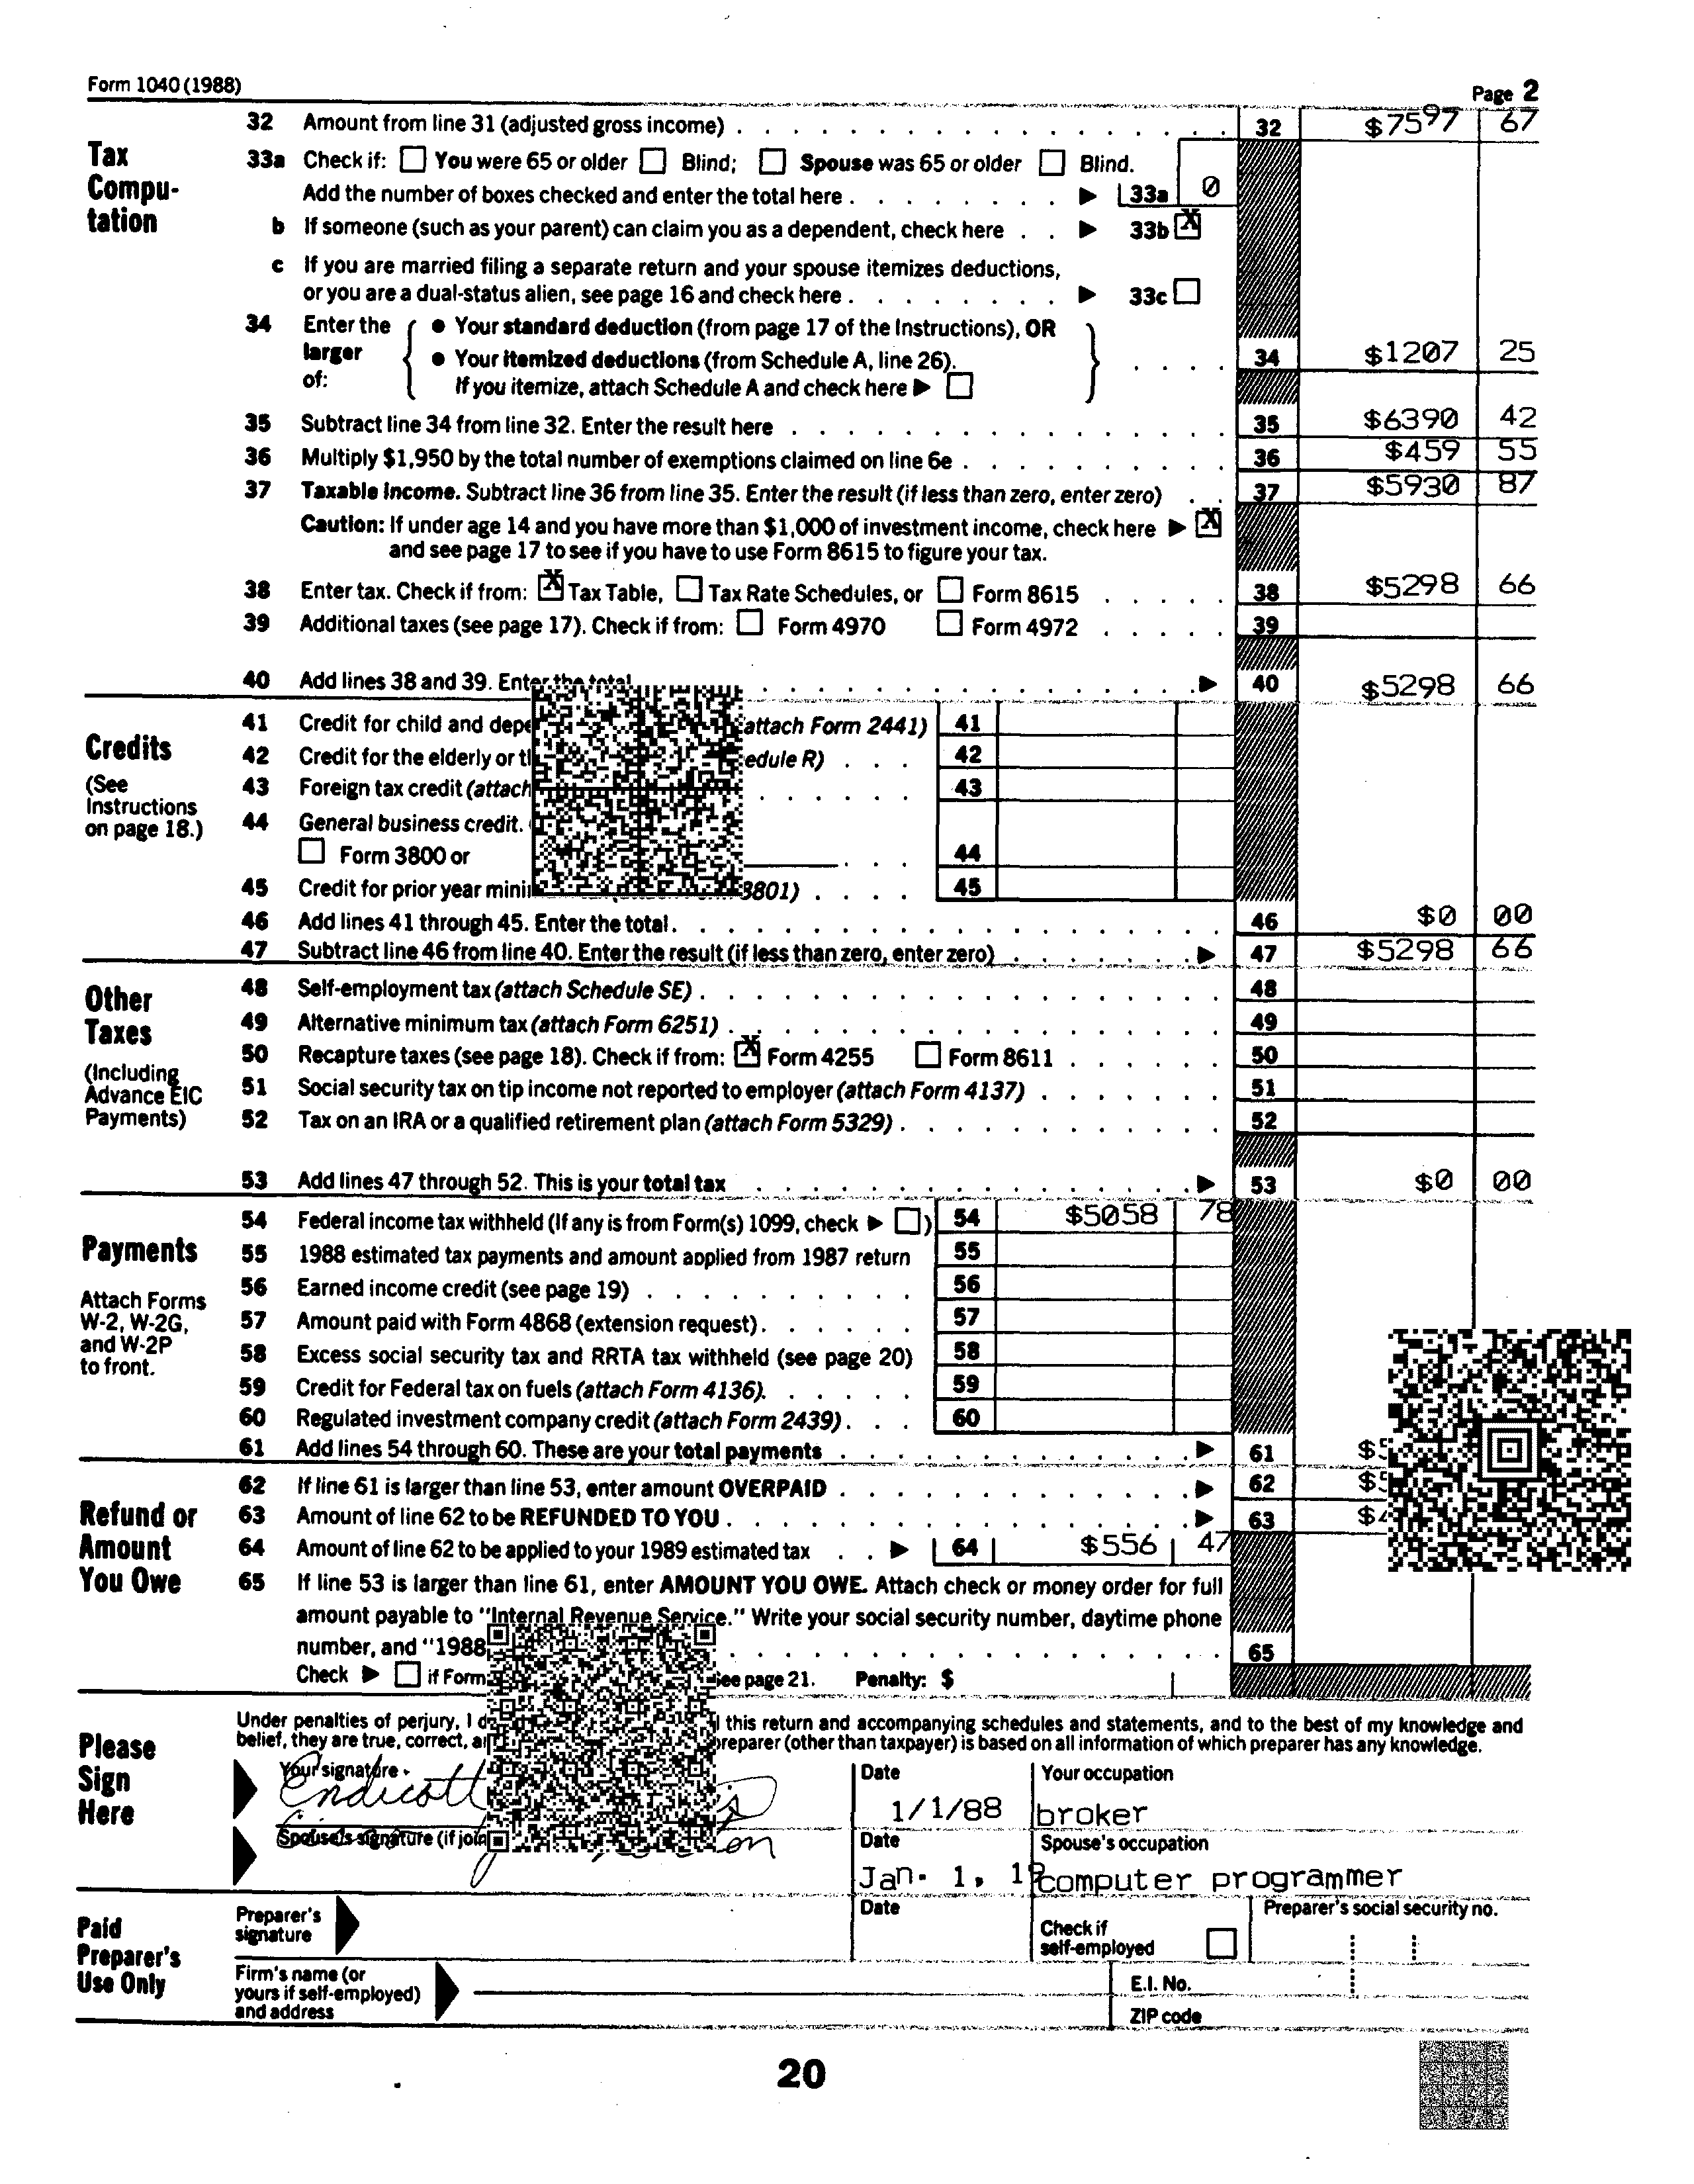 Form 1040 (1988) Page 2
32 Amount from line 31 (adjusted gross income) 32 $7597 67
Tax Computation
33a Check if: You were 65 or older Blind; Spouse was 65 or older Blind.
Add the number of boxes checked and enter the total here 33a 0
b If someone (such as your parent) can claim you as a dependent, check here 33b X
c If you are married filing a separate return and your spouse itemizes deductions,
or you are a dual-status alien, see page 16 and check here 33c
34 Enter the larger of:
• Your standard deduction (from page 17 of the Instructions), OR
• Your itemized deductions (from Schedule A, line 26).
If you itemize, attach Schedule A and check here
34 $1207 25
35 Subtract line 34 from line 32. Enter the result here 35 $6390 42
36 Multiply $1,950 by the total number of exemptions claimed on line 6e 36 $459 55
37 Taxable income. Subtract line 36 from line 35. Enter the result (if less than zero, enter zero) 37 $5930 87
Caution: If under age 14 and you have more than $1,000 of investment income, check here X
and see page 17 to see if you have to use Form 8615 to figure your tax.
38 Enter tax. Check if from: X Tax Table, Tax Rate Schedules, or Form 8615 38 $5298 66
39 Additional taxes (see page 17). Check if from: Form 4970 Form 4972 39
40 Add lines 38 and 39. Enter the total 40 $5298 66
Credits
(See Instructions on page 18.)
41 Credit for child and attach Form 2441) 41
42 Credit for the elderly or R) 42
43 Foreign tax credit (attach 43
44 General business credit.
Form 3800 or 44
45 Credit for prior year 45
46 Add lines 41 through 45. Enter the total. 46 $0 00
47 Subtract line 46 from line 40. Enter the result (if less than zero, enter zero) 47 $5298 66
Other Taxes
(Including Advance EIC Payments)
48 Self-employment tax (attach Schedule SE) 48
49 Alternative minimum tax (attach Form 6251) 49
50 Recapture taxes (see page 18). Check if from: X Form 4255 Form 8611 50
51 Social security tax on tip income not reported to employer (attach Form 4137) 51
52 Tax on an IRA or a qualified retirement plan (attach Form 5329) 52
53 Add lines 47 through 52. This is your total tax 53 $0 00
Payments
Attach Forms W-2, W-2G, and W-2P to front.
54 Federal income tax withheld (If any is from Form(s) 1099, check ) 54 $5058 78
55 1988 estimated tax payments and amount applied from 1987 return 55
56 Earned income credit (see page 19) 56
57 Amount paid with Form 4868 (extension request) 57
58 Excess social security tax and RRTA tax withheld (see page 20) 58
59 Credit for Federal tax on fuels (attach Form 4136). 59
60 Regulated investment company credit (attach Form 2439) 60
61 Add lines 54 through 60. These are your total payments 61
Refund or Amount You Owe
62 If line 61 is larger than line 53, enter amount OVERPAID 62
63 Amount of line 62 to be REFUNDED TO YOU 63
64 Amount of line 62 to be applied to your 1989 estimated tax 64 $556 47
65 If line 53 is larger than line 61, enter AMOUNT YOU OWE. Attach check or money order for full
amount payable to "Internal Revenue Service." Write your social security number, daytime phone
number, and "1988 65
Check if Form see page 21. Penalty: $
Please Sign Here
Under penalties of perjury, I this return and accompanying schedules and statements, and to the best of my knowledge and
belief, they are true, correct, preparer (other than taxpayer) is based on all information of which preparer has any knowledge.
Your signature Date Your occupation
Endicott 1/1/88 broker
Spouse's signature (if Date Spouse's occupation
Jan. 1, computer programmer
Paid Preparer's Use Only
Preparer's signature Date Check if self-employed Preparer's social security no.
Firm's name (or yours if self-employed) and address E.I. No.
ZIP code
20